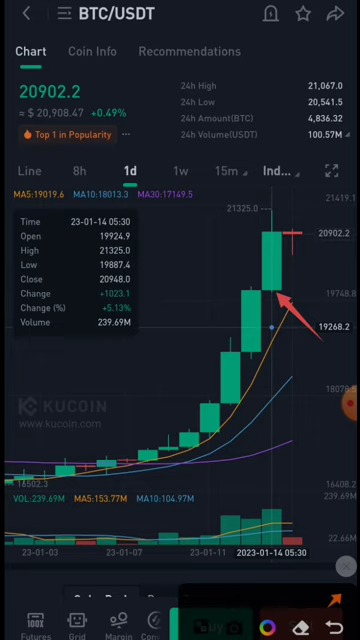 BTC/USDT
Chart Coin Info Recommendations
20902.2
≈ $ 20,908.47 +0.49%
Top 1 in Popularity ...
24h High 21,067.0
24h Low 20,541.5
24h Amount(BTC) 4,836.32
24h Volume(USDT) 100.57M
Line 8h 1d 1w 15m Ind...
MA5:19019.6 MA10:18013.3 MA30:17149.5
21419.1
21325.0
20902.2
19748.8
19268.2
18078.5
16408.2
Time 23-01-14 05:30
Open 19924.9
High 21325.0
Low 19887.4
Close 20948.0
Change +1023.1
Change (%) +5.13%
Volume 239.69M
KUCOIN
www.kucoin.com
16502.3
VOL:239.69M MA5:153.77M MA10:104.97M
239.69M
22.66M
23-01-03 23-01-07 23-01-11 2023-01-14 05:30
100X
Futures Grid Margin